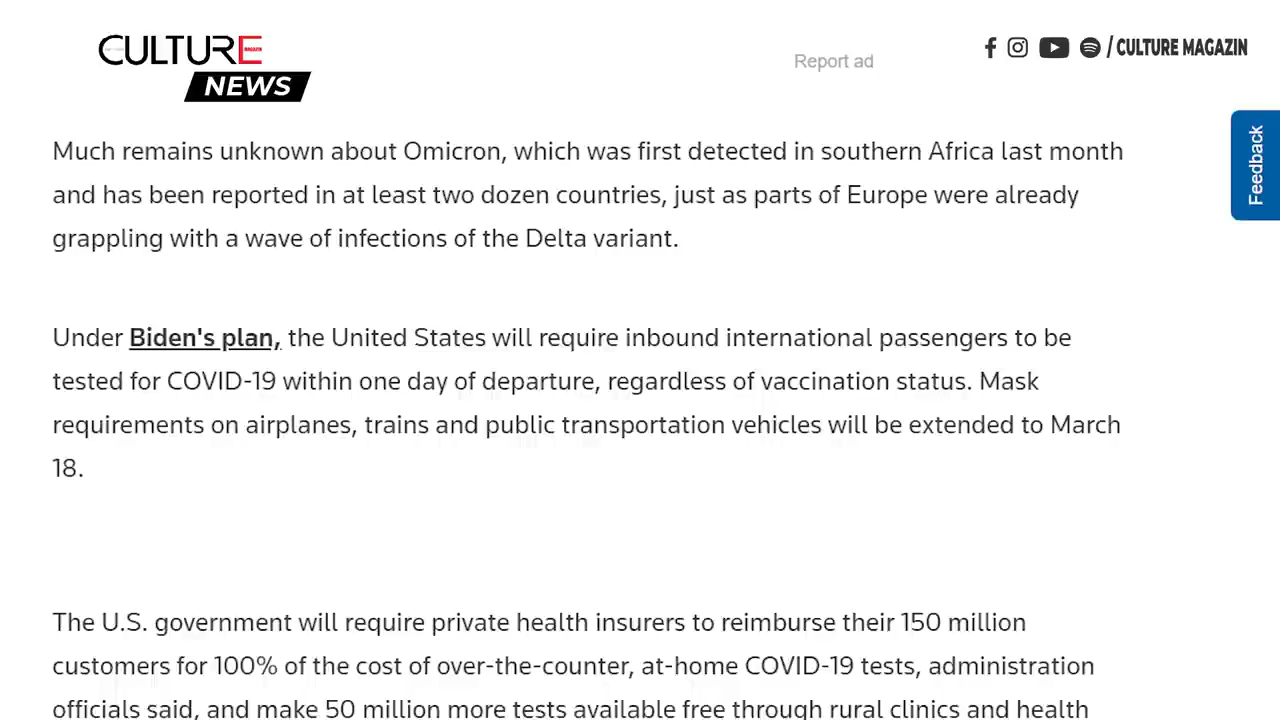 CULTURE
NEWS
Report ad
/ CULTURE MAGAZIN
Feedback
Much remains unknown about Omicron, which was first detected in southern Africa last month
and has been reported in at least two dozen countries, just as parts of Europe were already
grappling with a wave of infections of the Delta variant.
Under Biden's plan, the United States will require inbound international passengers to be
tested for COVID-19 within one day of departure, regardless of vaccination status. Mask
requirements on airplanes, trains and public transportation vehicles will be extended to March
18.
The U.S. government will require private health insurers to reimburse their 150 million
customers for 100% of the cost of over-the-counter, at-home COVID-19 tests, administration
officials said, and make 50 million more tests available free through rural clinics and health